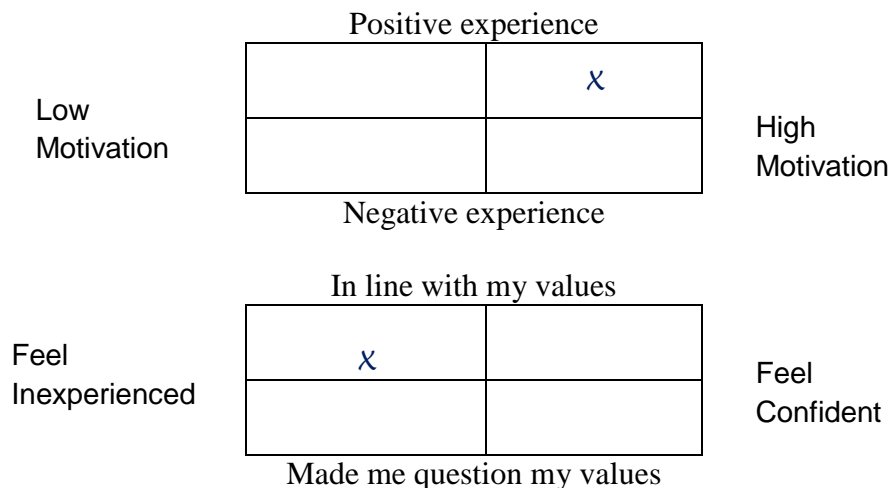 Positive experience
x
Low
Motivation
High
Motivation
Negative experience
In line with my values
Feel
Inexperienced
x
Feel
Confident
Made me question my values